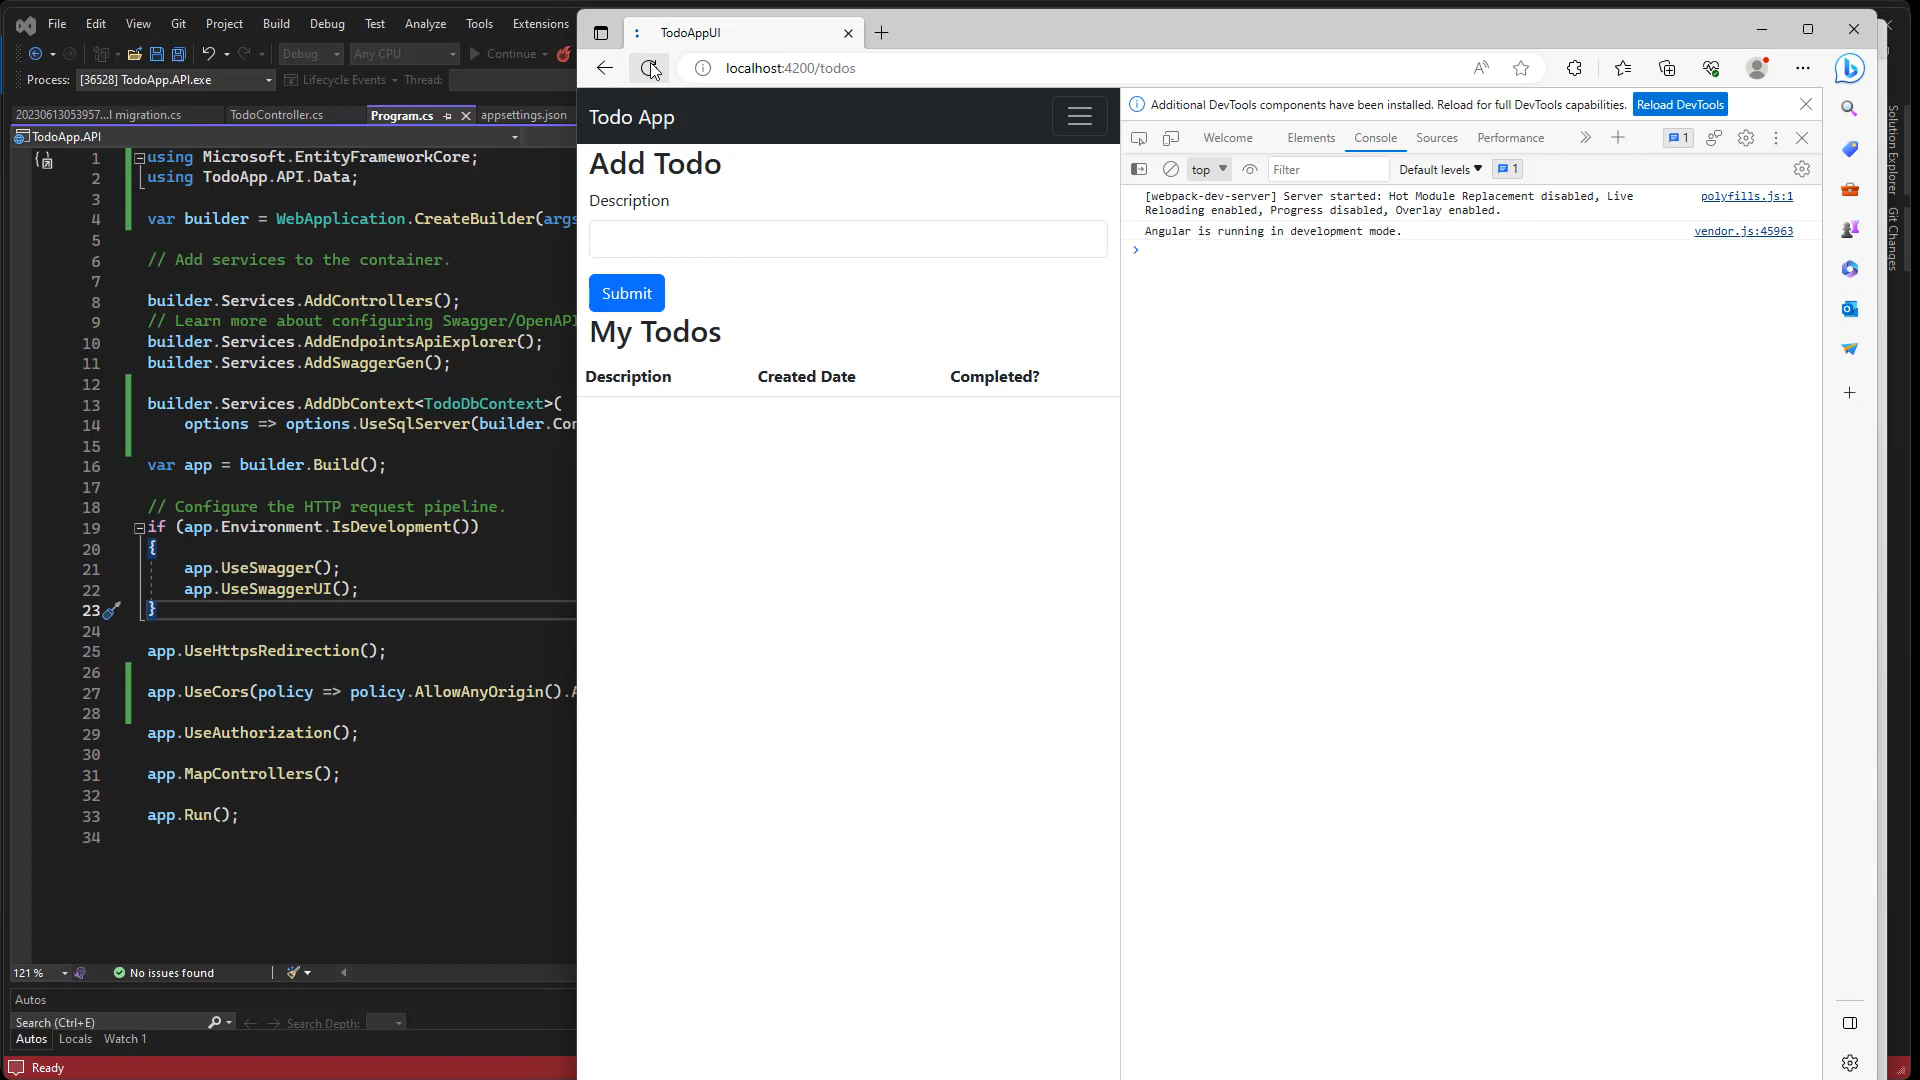 File Edit View Git Project Build Debug Test Analyze Tools Extensions
Debug Any CPU Continue
Process: [36528] TodoApp.API.exe Lifecycle Events Thread:
20230613053957...l migration.cs TodoController.cs Program.cs appsettings.json
TodoApp.API
1 using Microsoft.EntityFrameworkCore;
2 using TodoApp.API.Data;
3
4 var builder = WebApplication.CreateBuilder(args
5
6 // Add services to the container.
7
8 builder.Services.AddControllers();
9 // Learn more about configuring Swagger/OpenAPI
10 builder.Services.AddEndpointsApiExplorer();
11 builder.Services.AddSwaggerGen();
12
13 builder.Services.AddDbContext<TodoDbContext>(
14 options => options.UseSqlServer(builder.Con
15
16 var app = builder.Build();
17
18 // Configure the HTTP request pipeline.
19 if (app.Environment.IsDevelopment())
20 {
21 app.UseSwagger();
22 app.UseSwaggerUI();
23 }
24
25 app.UseHttpsRedirection();
26
27 app.UseCors(policy => policy.AllowAnyOrigin().A
28
29 app.UseAuthorization();
30
31 app.MapControllers();
32
33 app.Run();
34
121 % No issues found
Autos
Search (Ctrl+E) Search Depth:
Autos Locals Watch 1
Ready
TodoAppUI
localhost:4200/todos
Todo App
Add Todo
Description
Submit
My Todos
Description Created Date Completed?
Additional DevTools components have been installed. Reload for full DevTools capabilities. Reload DevTools
Welcome Elements Console Sources Performance 1
top Filter Default levels 1
[webpack-dev-server] Server started: Hot Module Replacement disabled, Live polyfills.js:1
Reloading enabled, Progress disabled, Overlay enabled.
Angular is running in development mode. vendor.js:45963
Solution Explorer
Git Changes